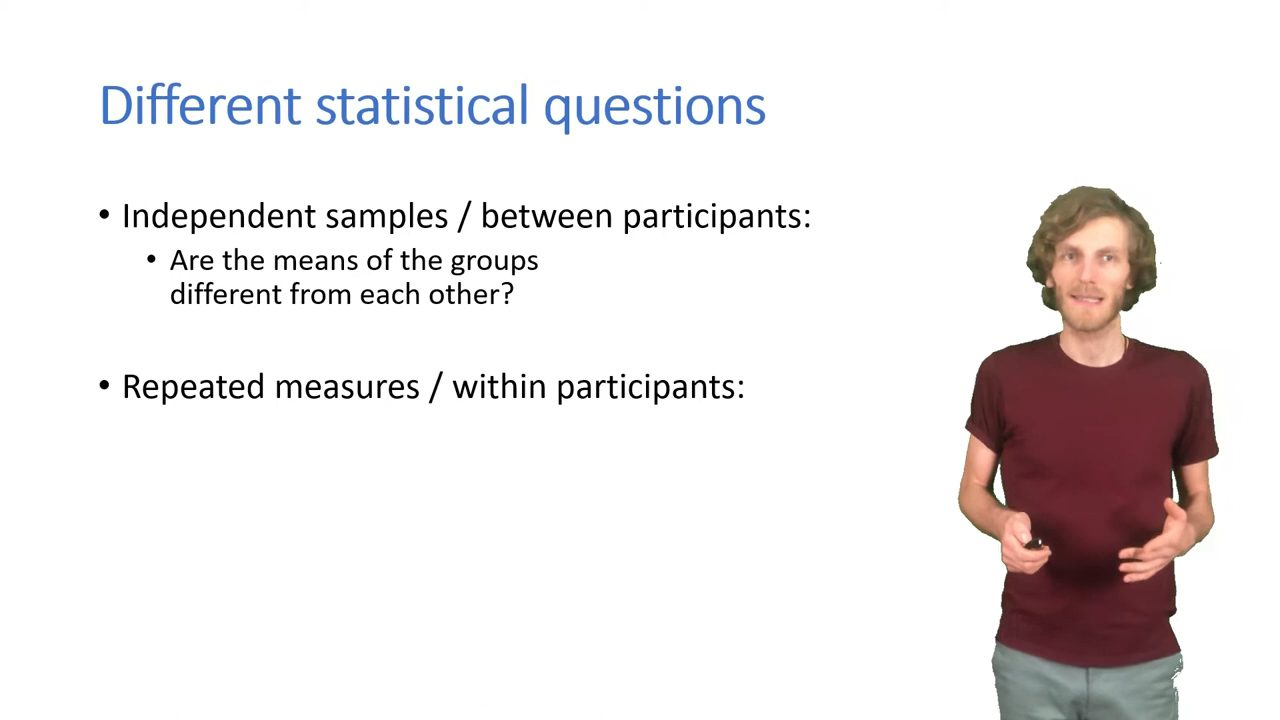 Different statistical questions
• Independent samples / between participants:
• Are the means of the groups
different from each other?
• Repeated measures / within participants: